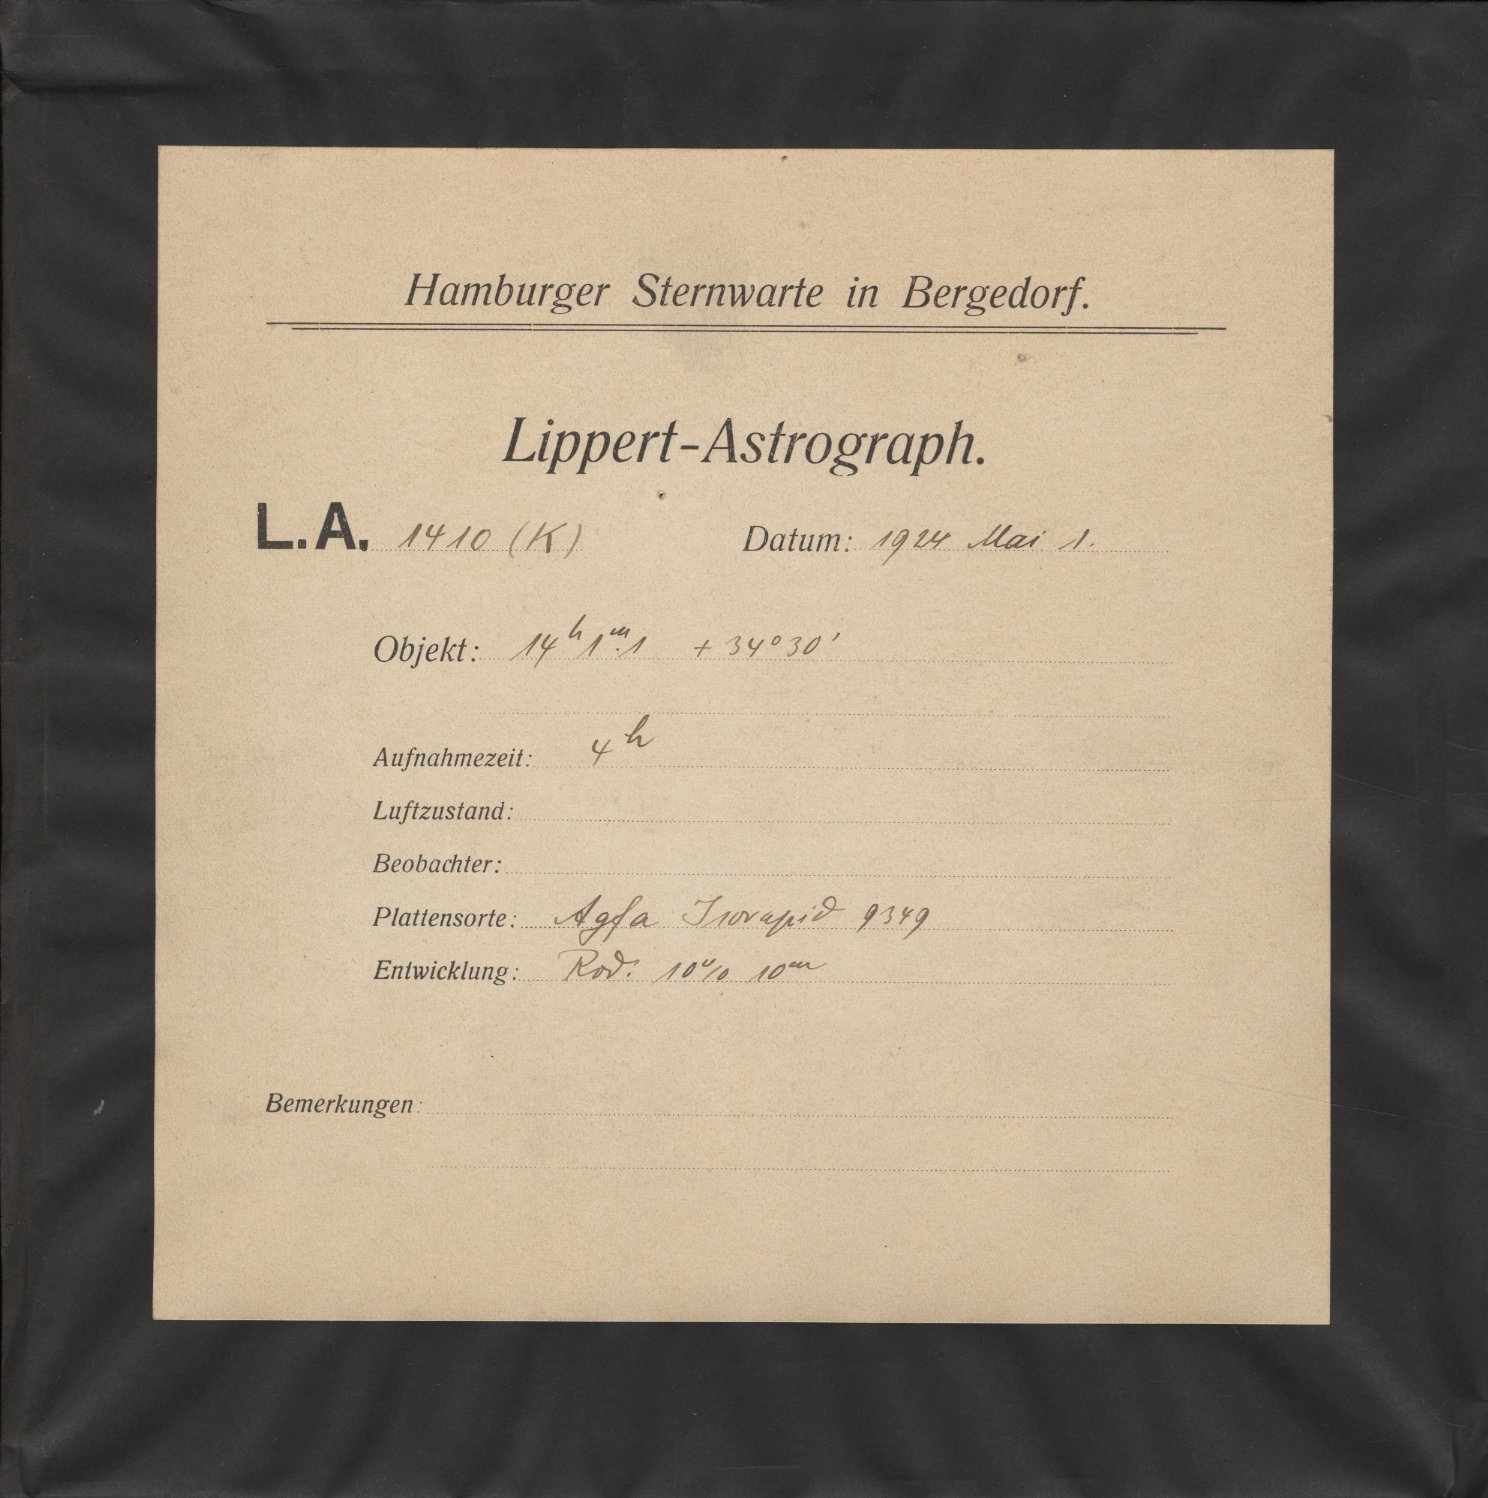 Hamburger Sternwarte in Bergedorf.
Lippert-Astrograph.
L.A. 1410 (K) Datum: 1924 Mai 1.
Objekt: 14ʰ 1ᵐ.1 + 34° 30'
Aufnahmezeit: 4ʰ
Luftzustand:
Beobachter:
Plattensorte: Agfa Isorapid 9349
Entwicklung: Rod. 10% 10ᵐ
Bemerkungen: